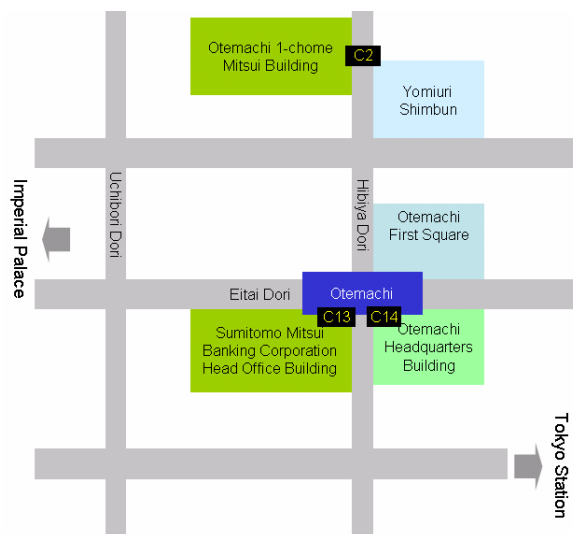 Otemachi 1-chome
Mitsui Building
C2
Yomiuri
Shimbun
Imperial Palace
Uchibori Dori
Hibiya Dori
Otemachi
First Square
Eitai Dori
Otemachi
C13
C14
Sumitomo Mitsui
Banking Corporation
Head Office Building
Otemachi
Headquarters
Building
Tokyo Station